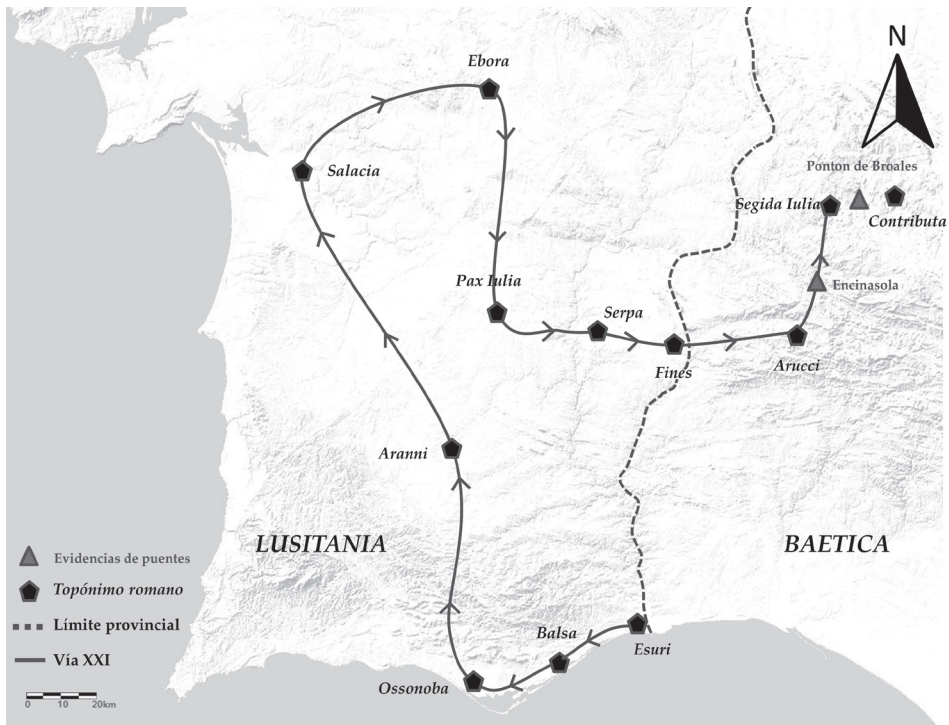 N
Ebora
Ponton de Broales
Salacia
Segida Iulia
Contributa
Pax Iulia
Encinasola
Serpa
Fines
Arucci
Aranni
LUSITANIA
BAETICA
Evidencias de puentes
Topónimo romano
Límite provincial
Vía XXI
0 10 20km
Balsa
Esuri
Ossonoba